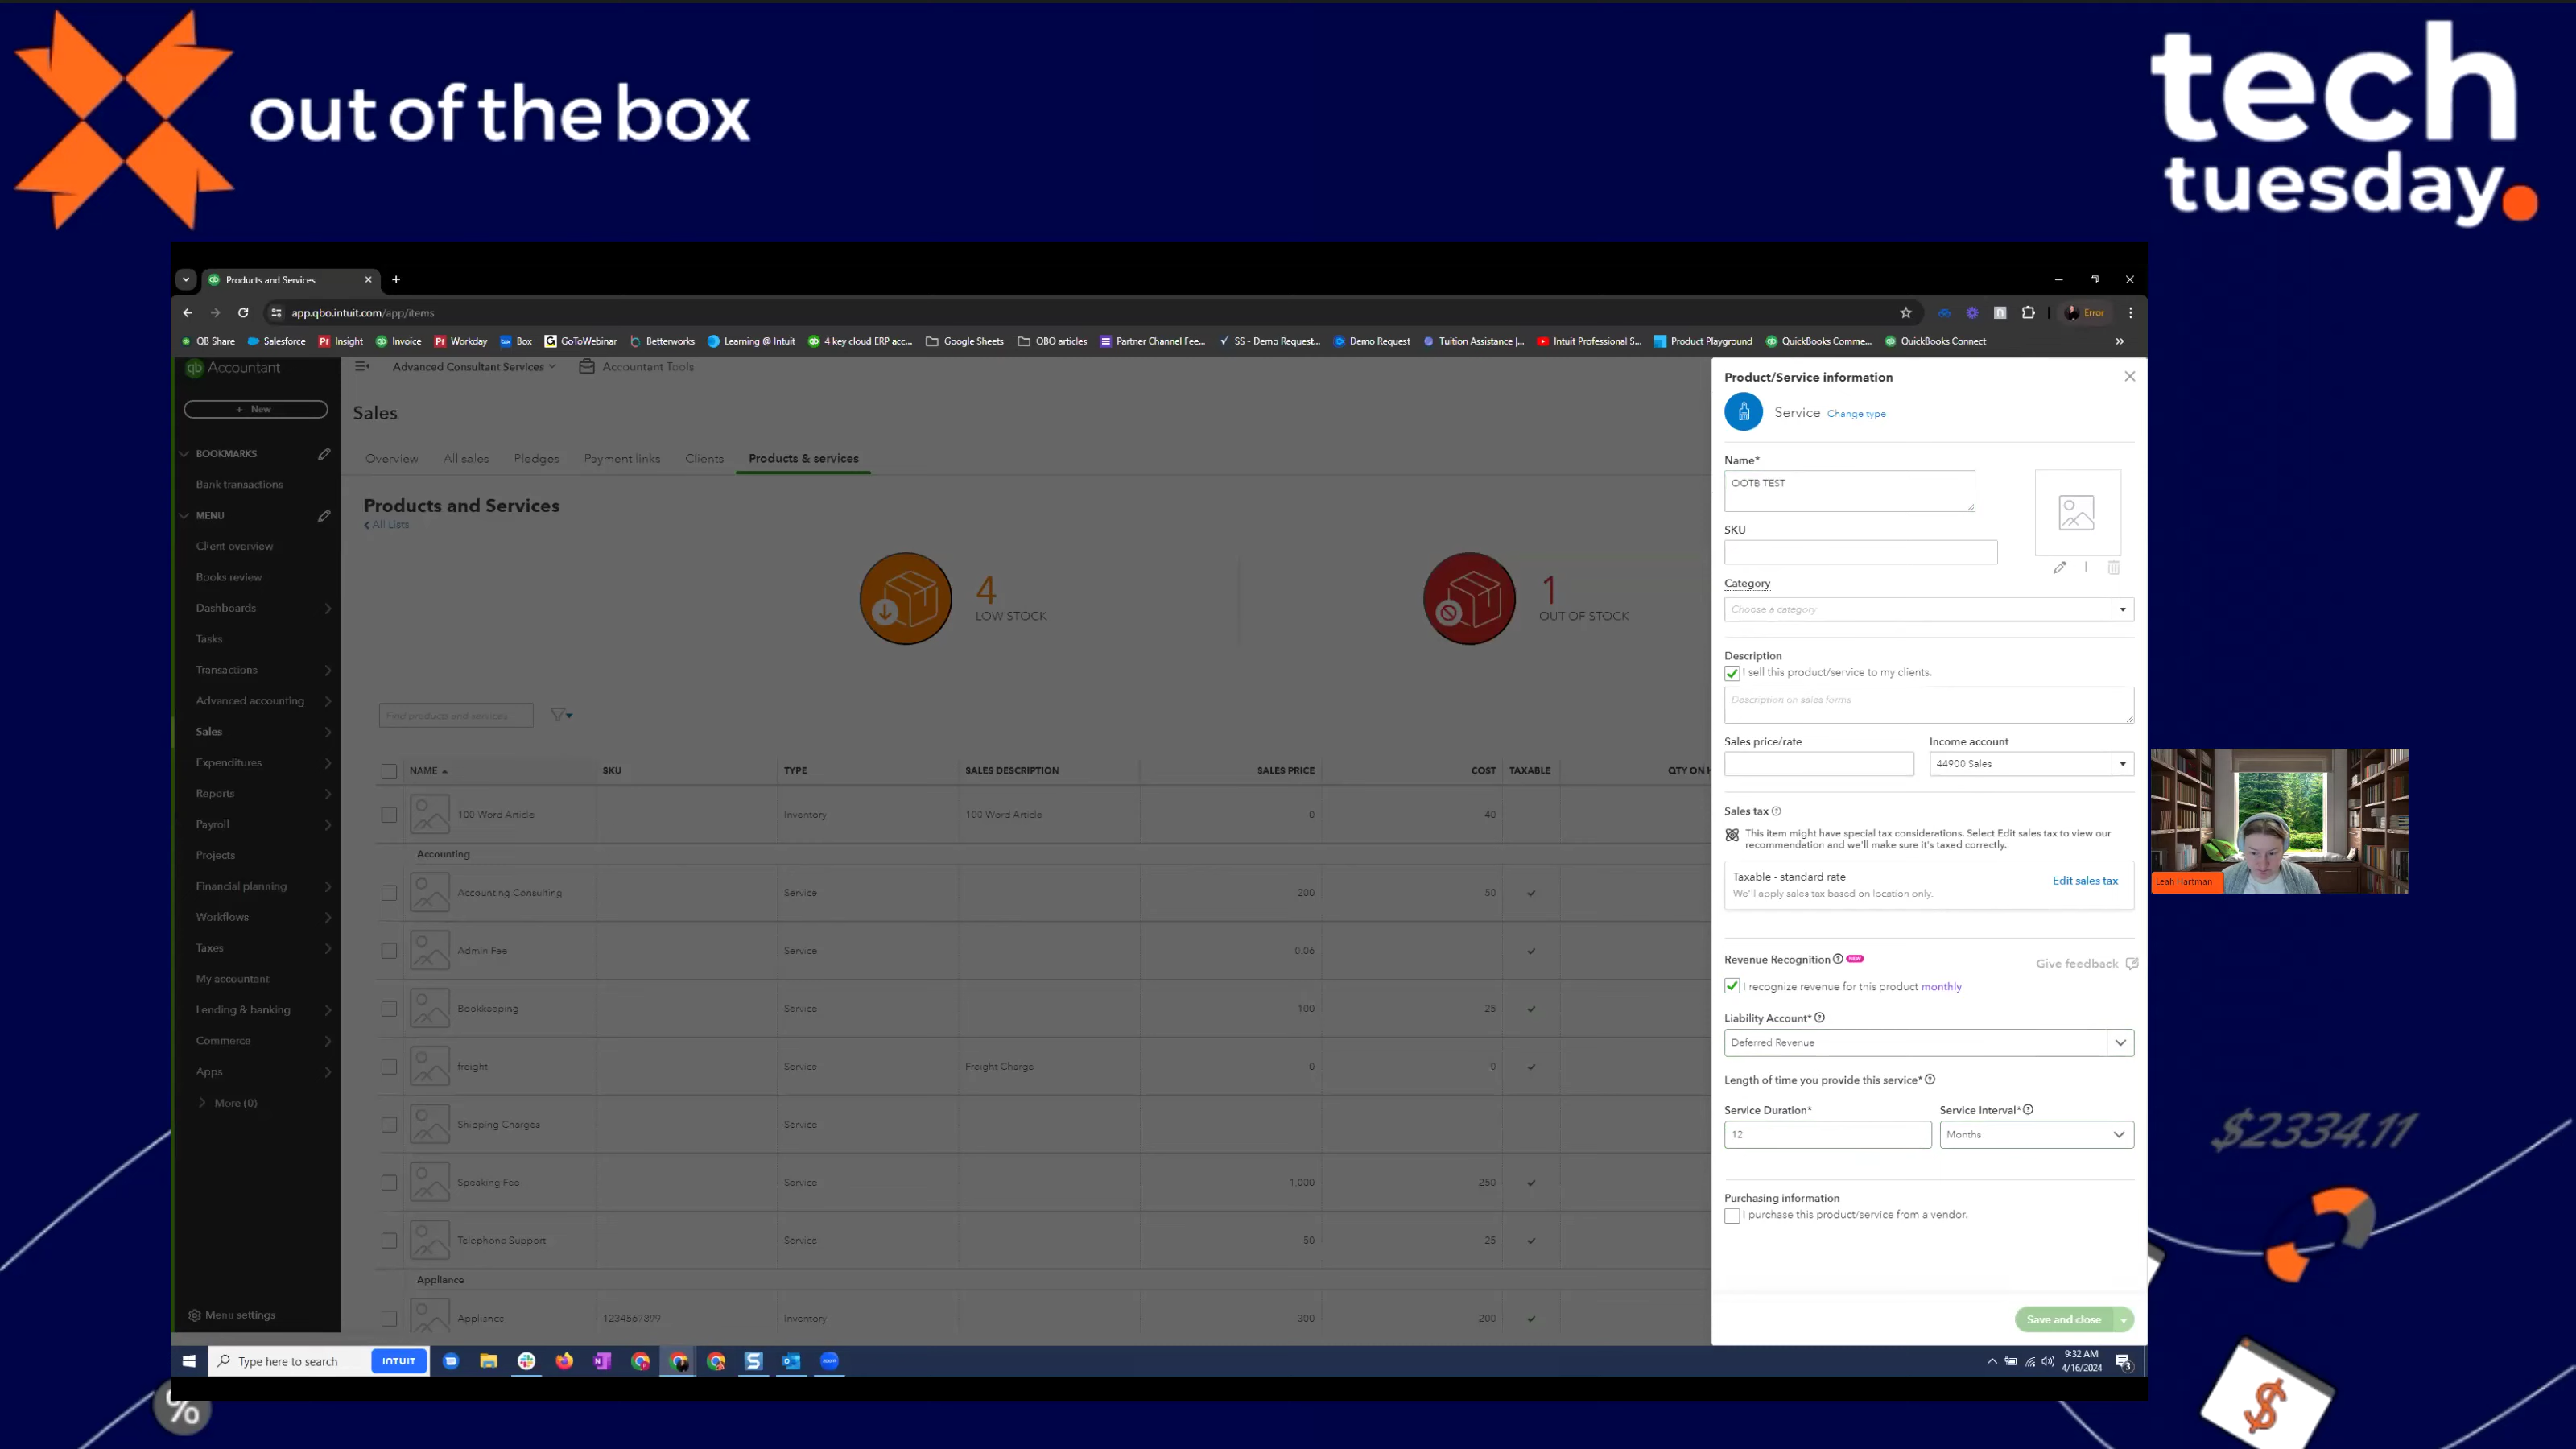 out of the box
tech
tuesday.
Products and Services
app.qbo.intuit.com/app/items
Error
QB Share
Salesforce
Insight
Invoice
Workday
Box
GoToWebinar
Betterworks
Learning @ Intuit
4 key cloud ERP acc...
Google Sheets
QBO articles
Partner Channel Fee...
SS - Demo Request...
Demo Request
Tuition Assistance |...
Intuit Professional S...
Product Playground
QuickBooks Comme...
QuickBooks Connect
»
qb Accountant
Advanced Consultant Services
Accountant Tools
+ New
BOOKMARKS
Bank transactions
MENU
Client overview
Books review
Dashboards
Tasks
Transactions
Advanced accounting
Sales
Expenditures
Reports
Payroll
Projects
Financial planning
Workflows
Taxes
My accountant
Lending & banking
Commerce
Apps
More (0)
Menu settings
Sales
Overview
All sales
Pledges
Payment links
Clients
Products & services
Products and Services
All Lists
4
LOW STOCK
1
OUT OF STOCK
Find products and services
NAME SKU TYPE SALES DESCRIPTION SALES PRICE COST TAXABLE QTY ON H
100 Word Article Inventory 100 Word Article 0 40
Accounting
Accounting Consulting Service 200 50
Admin Fee Service 0.06
Bookkeeping Service 100 25
freight Service Freight Charge 0 0
Shipping Charges Service
Speaking Fee Service 1,000 250
Telephone Support Service 50 25
Appliance
Appliance 1234567899 Inventory 300 200
Product/Service information
Service Change type
Name*
OOTB TEST
SKU
Category
Choose a category
Description
I sell this product/service to my clients.
Description on sales forms
Sales price/rate Income account
44900 Sales
Sales tax
This item might have special tax considerations. Select Edit sales tax to view our
recommendation and we'll make sure it's taxed correctly.
Taxable - standard rate
Edit sales tax
We'll apply sales tax based on location only.
Revenue Recognition NEW
Give feedback
I recognize revenue for this product monthly
Liability Account*
Deferred Revenue
Length of time you provide this service*
Service Duration* Service Interval*
12 Months
Purchasing information
I purchase this product/service from a vendor.
Save and close
Leah Hartman
$2334.11
Type here to search
INTUIT
zoom
9:32 AM
4/16/2024
3
%
$